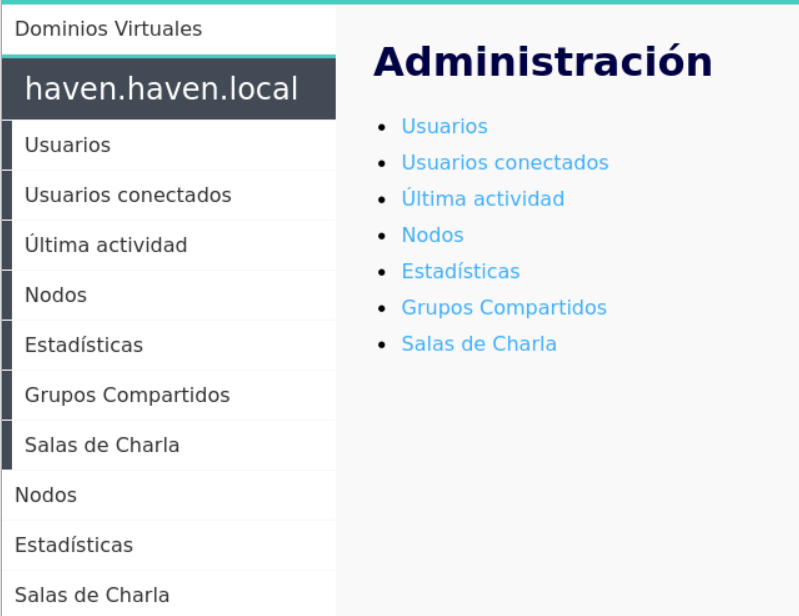 Dominios Virtuales
haven.haven.local
Usuarios
Usuarios conectados
Última actividad
Nodos
Estadísticas
Grupos Compartidos
Salas de Charla
Nodos
Estadísticas
Salas de Charla
Administración
Usuarios
Usuarios conectados
Última actividad
Nodos
Estadísticas
Grupos Compartidos
Salas de Charla